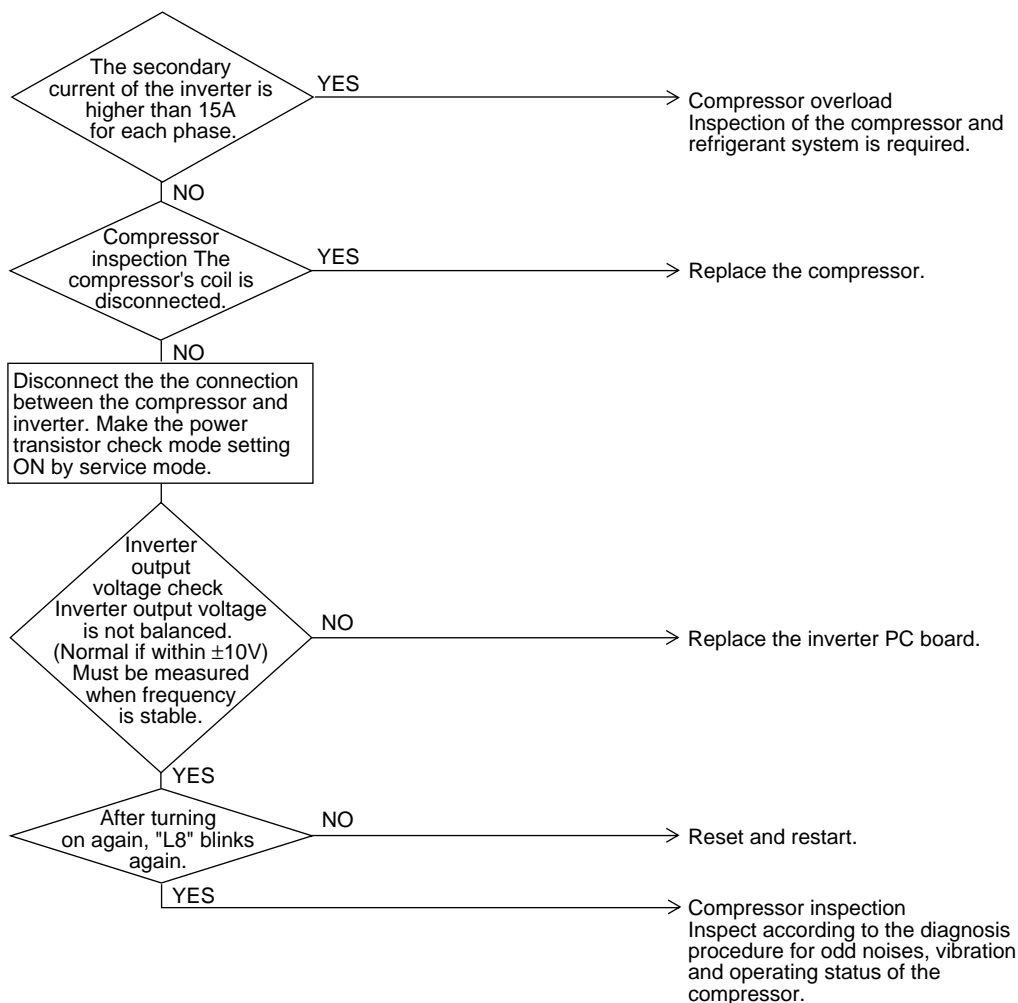 The secondary
current of the inverter is
higher than 15A
for each phase.
YES
Compressor overload
Inspection of the compressor and
refrigerant system is required.
NO
Compressor
inspection The
compressor's coil is
disconnected.
YES
Replace the compressor.
NO
Disconnect the the connection
between the compressor and
inverter. Make the power
transistor check mode setting
ON by service mode.
Inverter
output
voltage check
Inverter output voltage
is not balanced.
(Normal if within ±10V)
Must be measured
when frequency
is stable.
NO
Replace the inverter PC board.
YES
After turning
on again, "L8" blinks
again.
NO
Reset and restart.
YES
Compressor inspection
Inspect according to the diagnosis
procedure for odd noises, vibration
and operating status of the
compressor.